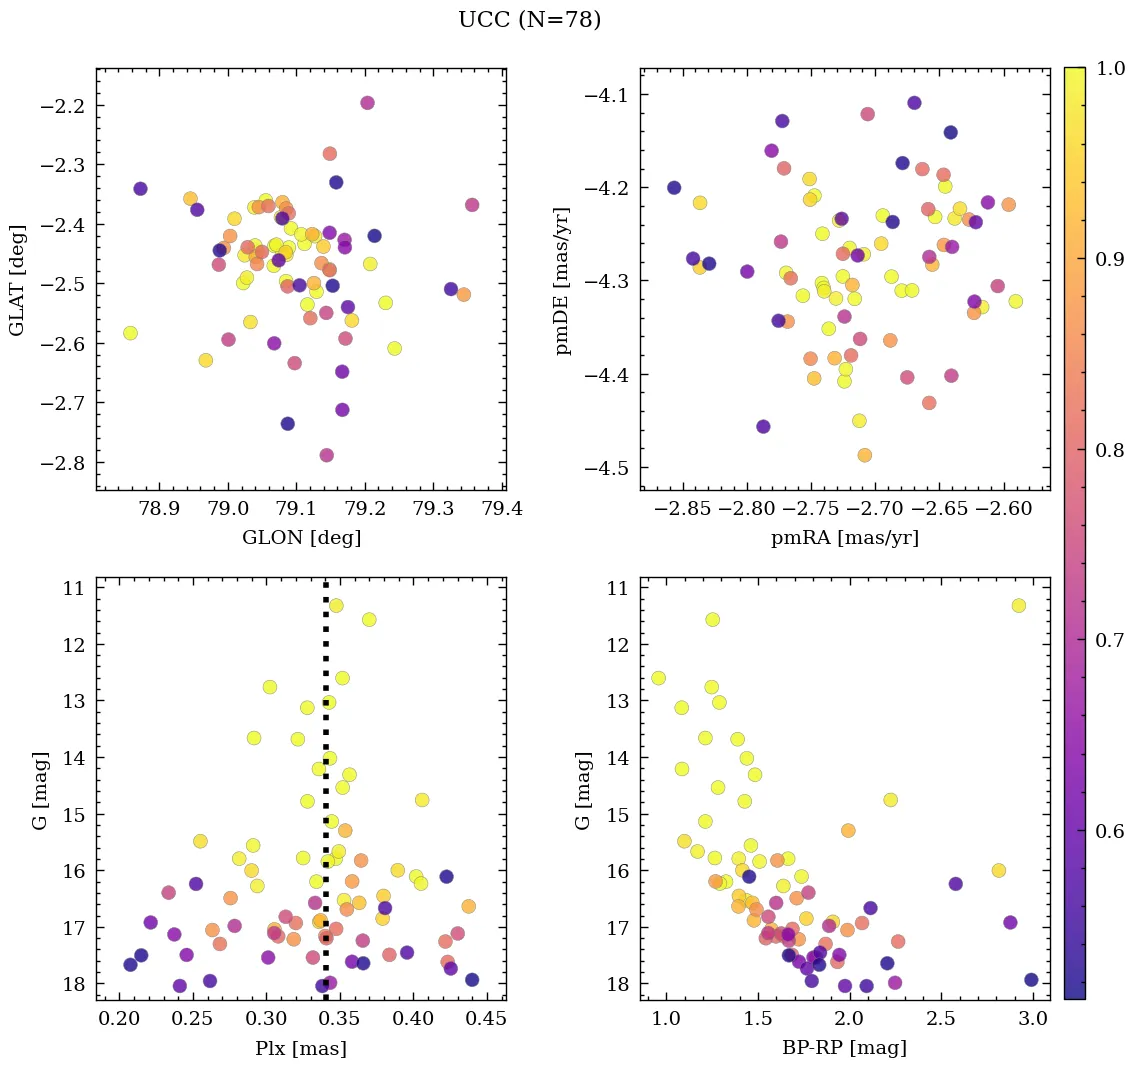 UCC (N=78)
−2.2
−2.3
−2.4
−2.5
−2.6
−2.7
−2.8
GLAT [deg]
78.9 79.0 79.1 79.2 79.3 79.4
GLON [deg]
−4.1
−4.2
−4.3
−4.4
−4.5
pmDE [mas/yr]
−2.85 −2.80 −2.75 −2.70 −2.65 −2.60
pmRA [mas/yr]
1.0
0.9
0.8
0.7
0.6
11
12
13
14
15
16
17
18
G [mag]
0.20 0.25 0.30 0.35 0.40 0.45
Plx [mas]
11
12
13
14
15
16
17
18
G [mag]
1.0 1.5 2.0 2.5 3.0
BP-RP [mag]